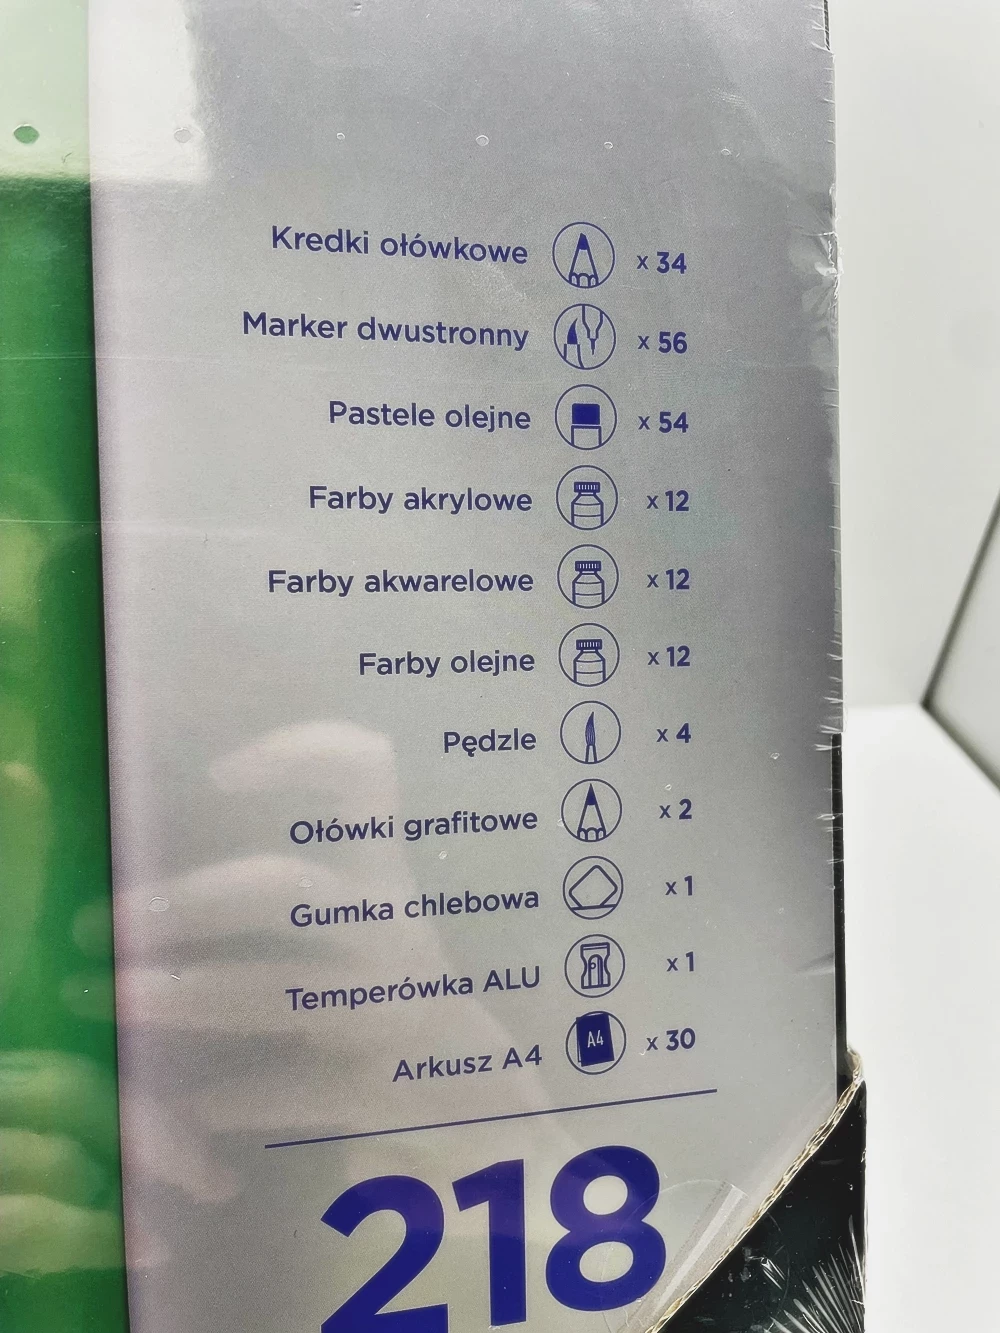 Kredki ołówkowe x 34
Marker dwustronny x 56
Pastele olejne x 54
Farby akrylowe x 12
Farby akwarelowe x 12
Farby olejne x 12
Pędzle x 4
Ołówki grafitowe x 2
Gumka chlebowa x 1
Temperówka ALU x 1
Arkusz A4 A4 x 30
218